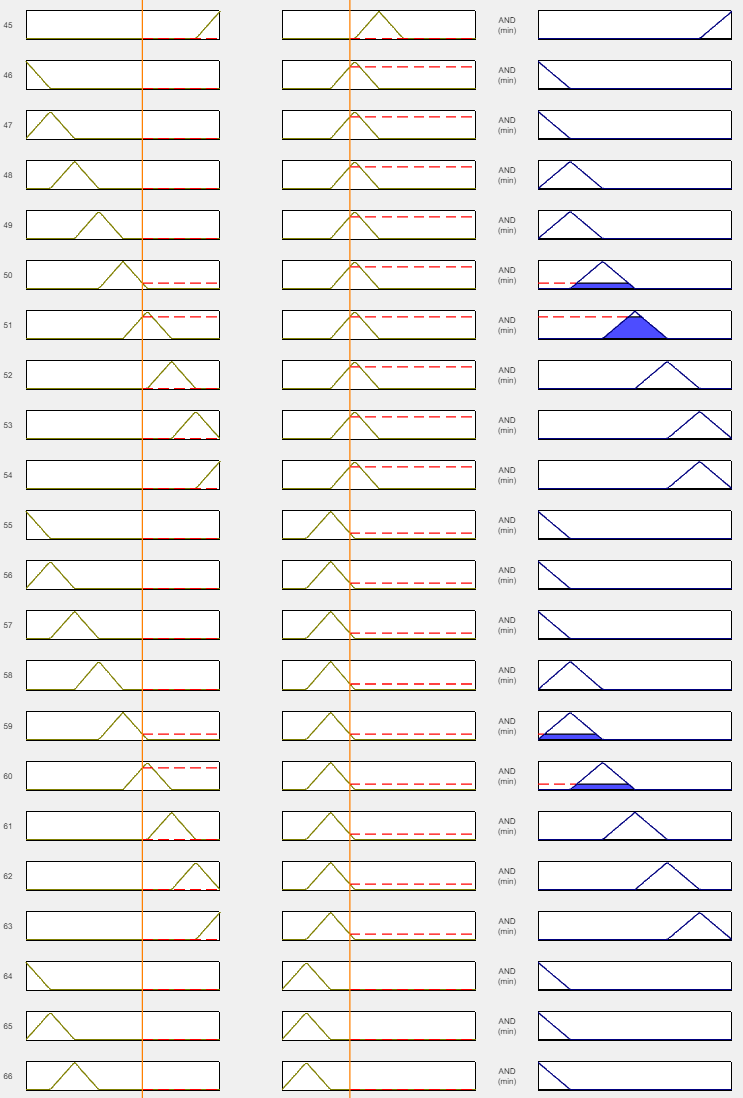 45 AND
(min)
46 AND
(min)
47 AND
(min)
48 AND
(min)
49 AND
(min)
50 AND
(min)
51 AND
(min)
52 AND
(min)
53 AND
(min)
54 AND
(min)
55 AND
(min)
56 AND
(min)
57 AND
(min)
58 AND
(min)
59 AND
(min)
60 AND
(min)
61 AND
(min)
62 AND
(min)
63 AND
(min)
64 AND
(min)
65 AND
(min)
66 AND
(min)